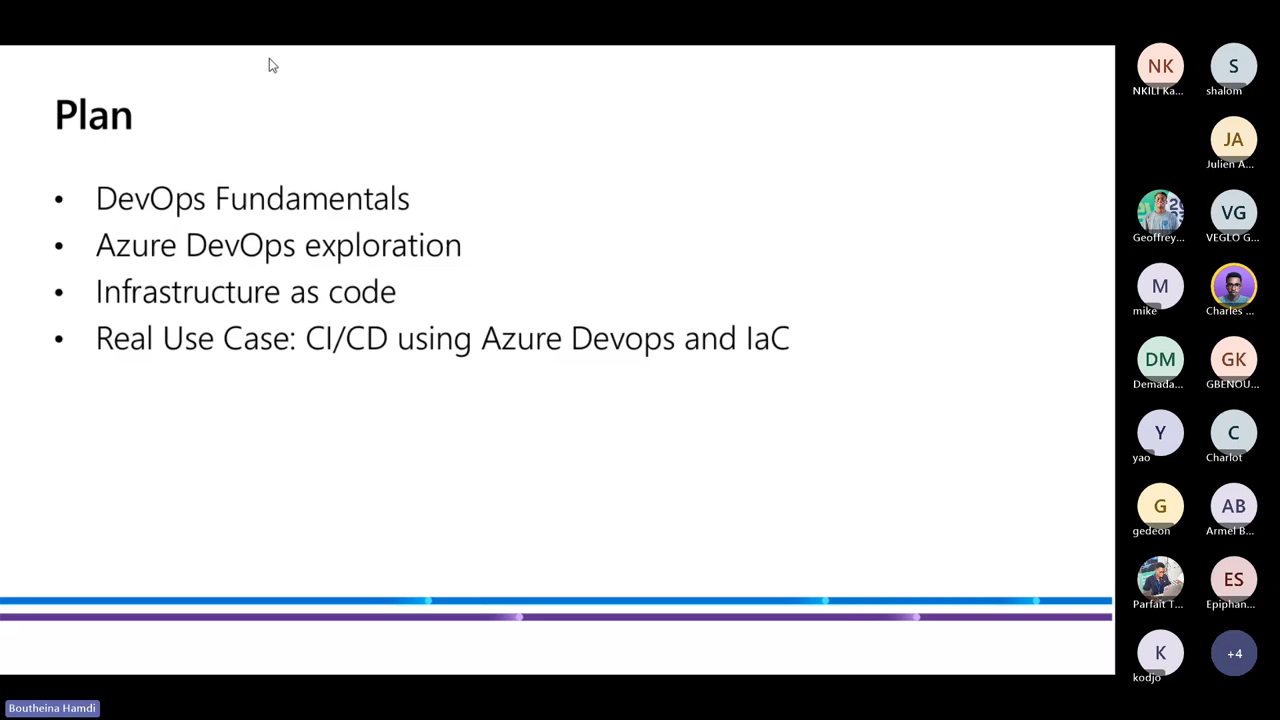 Plan
• DevOps Fundamentals
• Azure DevOps exploration
• Infrastructure as code
• Real Use Case: CI/CD using Azure Devops and IaC
NK
NKILI Ka...
S
shalom
JA
Julien A...
Geoffrey...
VG
VEGLO G...
M
mike
Charles ...
DM
Demada...
GK
GBENOU...
Y
yao
C
Charlot
G
gedeon
AB
Armel B...
Parfait T...
ES
Epiphan...
K
kodjo
+4
Boutheina Hamdi